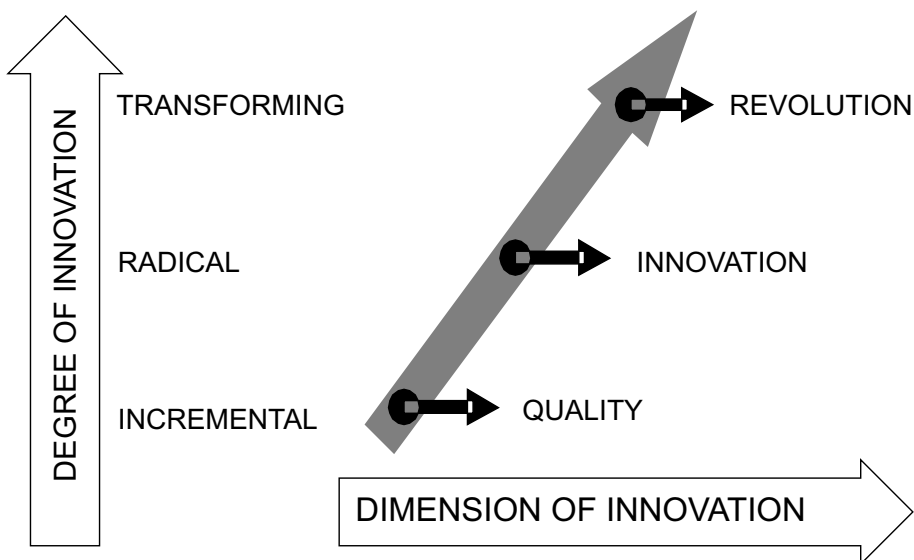 DEGREE OF INNOVATION
TRANSFORMING
REVOLUTION
RADICAL
INNOVATION
INCREMENTAL
QUALITY
DIMENSION OF INNOVATION